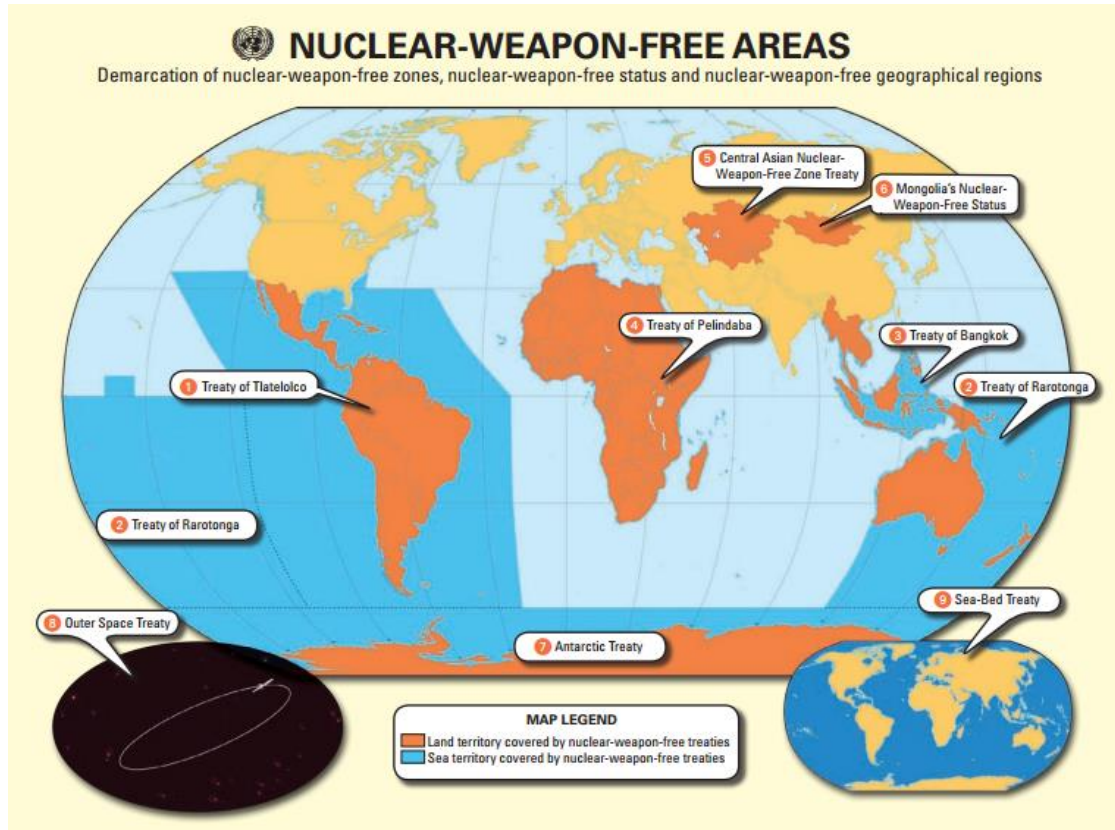 NUCLEAR-WEAPON-FREE AREAS
Demarcation of nuclear-weapon-free zones, nuclear-weapon-free status and nuclear-weapon-free geographical regions
5 Central Asian Nuclear-
Weapon-Free Zone Treaty
6 Mongolia's Nuclear-
Weapon-Free Status
4 Treaty of Pelindaba
3 Treaty of Bangkok
1 Treaty of Tlatelolco
2 Treaty of Rarotonga
2 Treaty of Rarotonga
8 Outer Space Treaty
9 Sea-Bed Treaty
7 Antarctic Treaty
MAP LEGEND
Land territory covered by nuclear-weapon-free treaties
Sea territory covered by nuclear-weapon-free treaties